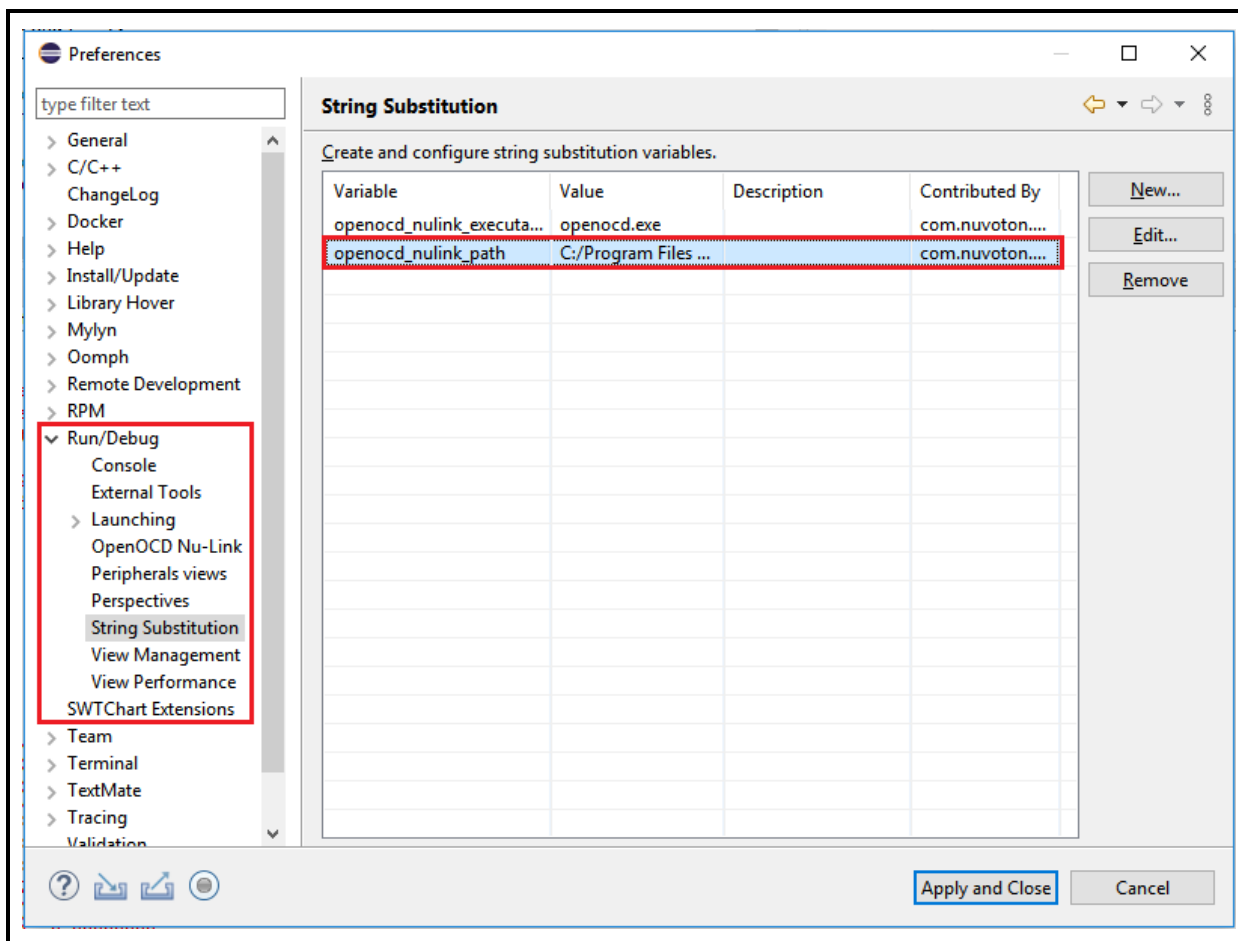 Preferences
type filter text
General
C/C++
ChangeLog
Docker
Help
Install/Update
Library Hover
Mylyn
Oomph
Remote Development
RPM
Run/Debug
Console
External Tools
Launching
OpenOCD Nu-Link
Peripherals views
Perspectives
String Substitution
View Management
View Performance
SWTChart Extensions
Team
Terminal
TextMate
Tracing
Validation
String Substitution
Create and configure string substitution variables.
Variable Value Description Contributed By
openocd_nulink_executa... openocd.exe com.nuvoton....
openocd_nulink_path C:/Program Files ... com.nuvoton....
New...
Edit...
Remove
Apply and Close Cancel